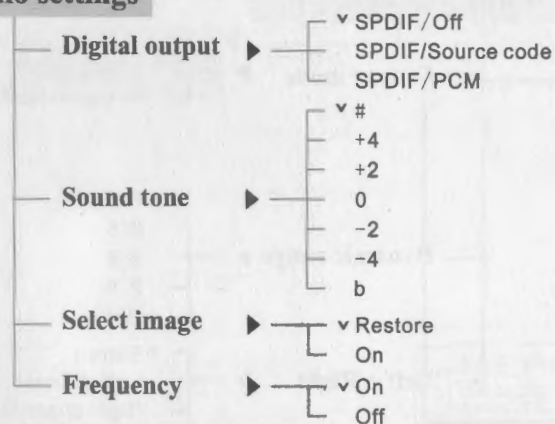 settings
Digital output ▶ ˅ SPDIF/Off
SPDIF/Source code
SPDIF/PCM
Sound tone ▶ ˅ #
+4
+2
0
-2
-4
b
Select image ▶ ˅ Restore
On
Frequency ▶ ˅ On
Off